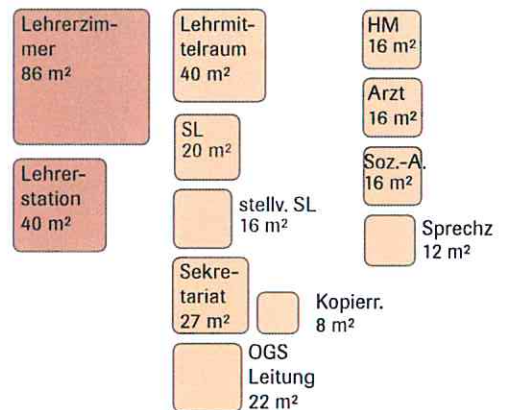 Lehrerzim-
mer
86 m²
Lehrer-
station
40 m²
Lehrmit-
telraum
40 m²
SL
20 m²
stellv. SL
16 m²
Sekre-
tariat
27 m²
Kopierr.
8 m²
OGS
Leitung
22 m²
HM
16 m²
Arzt
16 m²
Soz.-A.
16 m²
Sprechz
12 m²